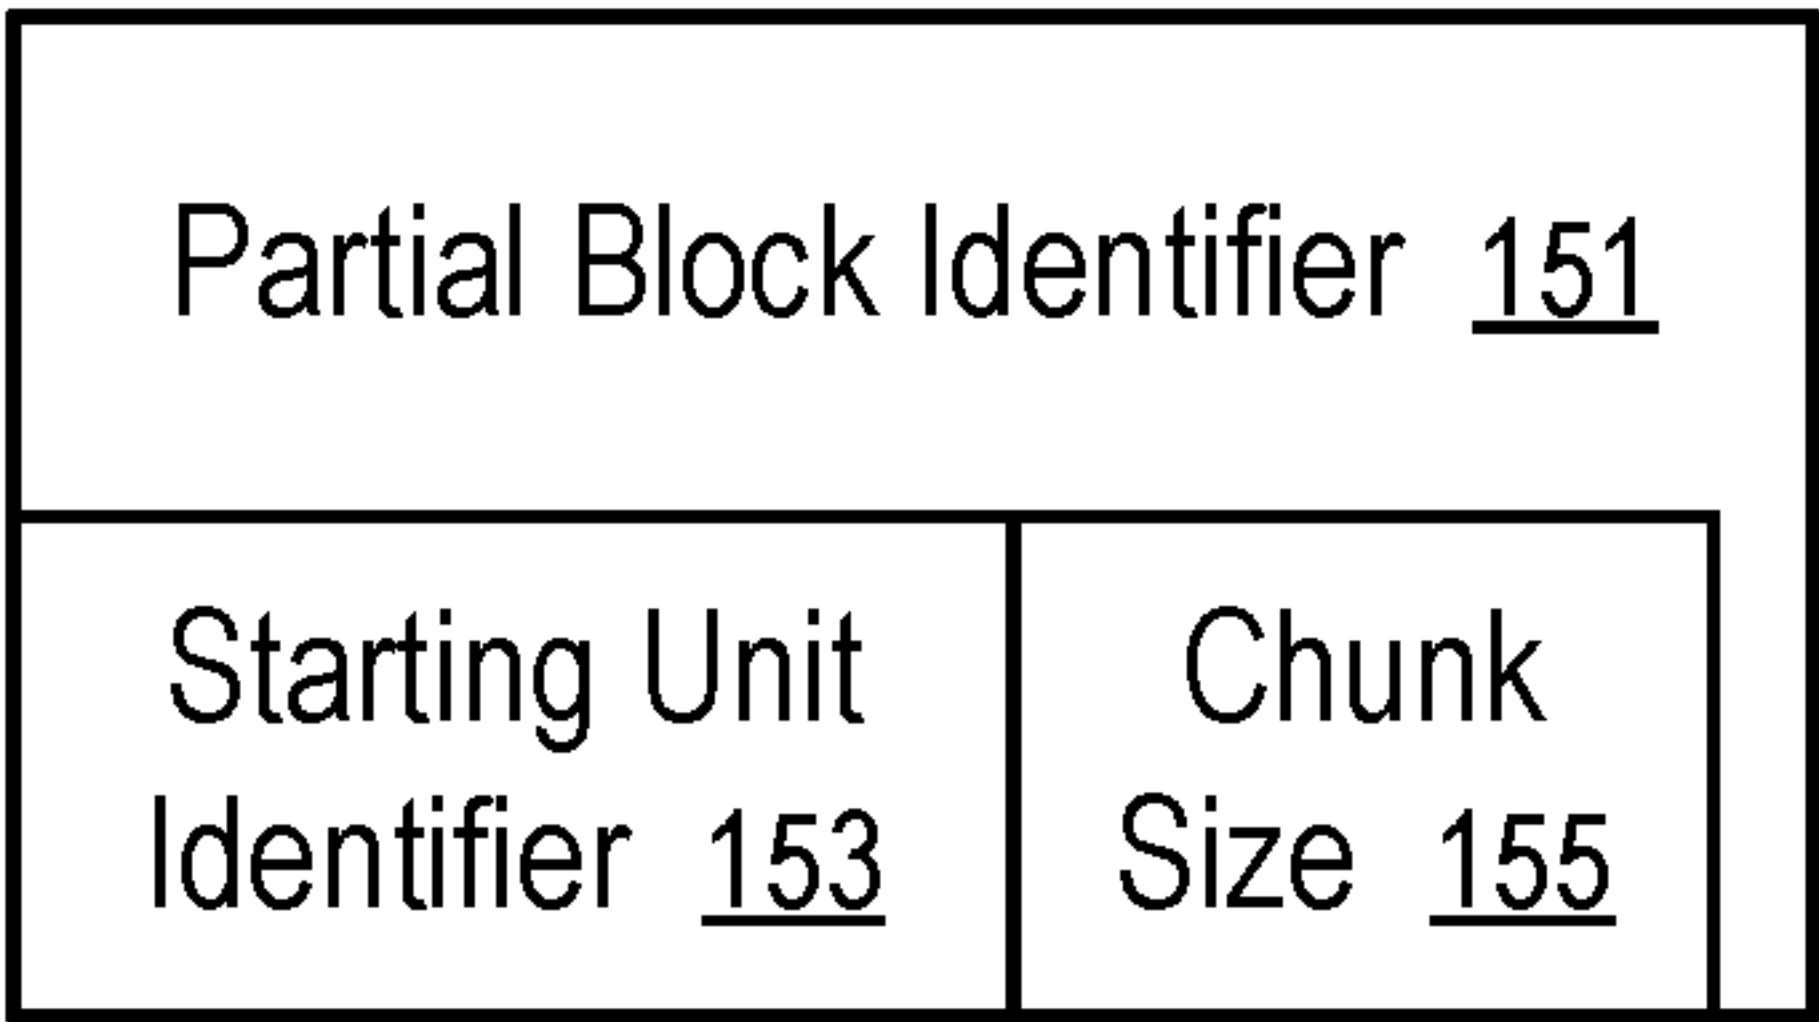 Partial Block Identifier 151
Starting Unit
Identifier 153
Chunk
Size 155